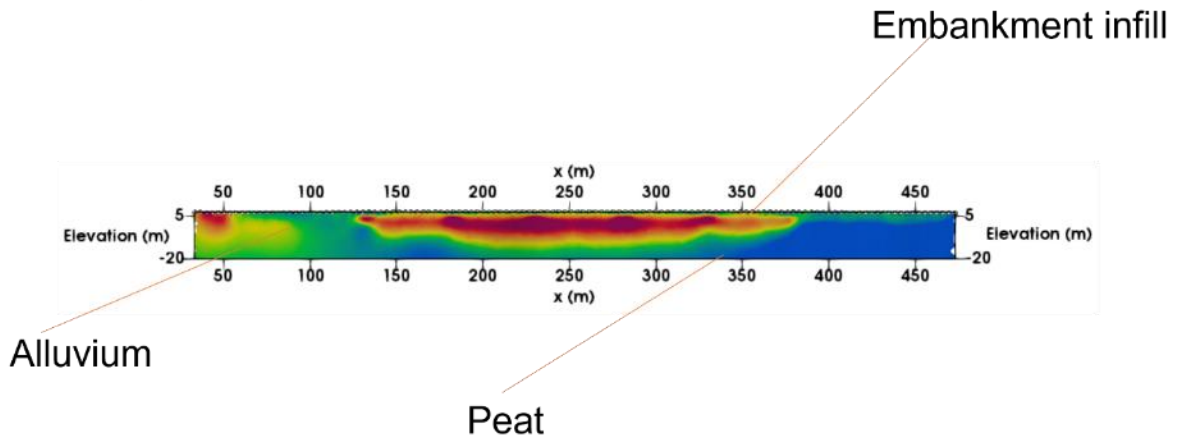 Embankment infill
x (m)
50 100 150 200 250 300 350 400 450
5 5
Elevation (m) Elevation (m)
-20 -20
50 100 150 200 250 300 350 400 450
x (m)
Alluvium
Peat